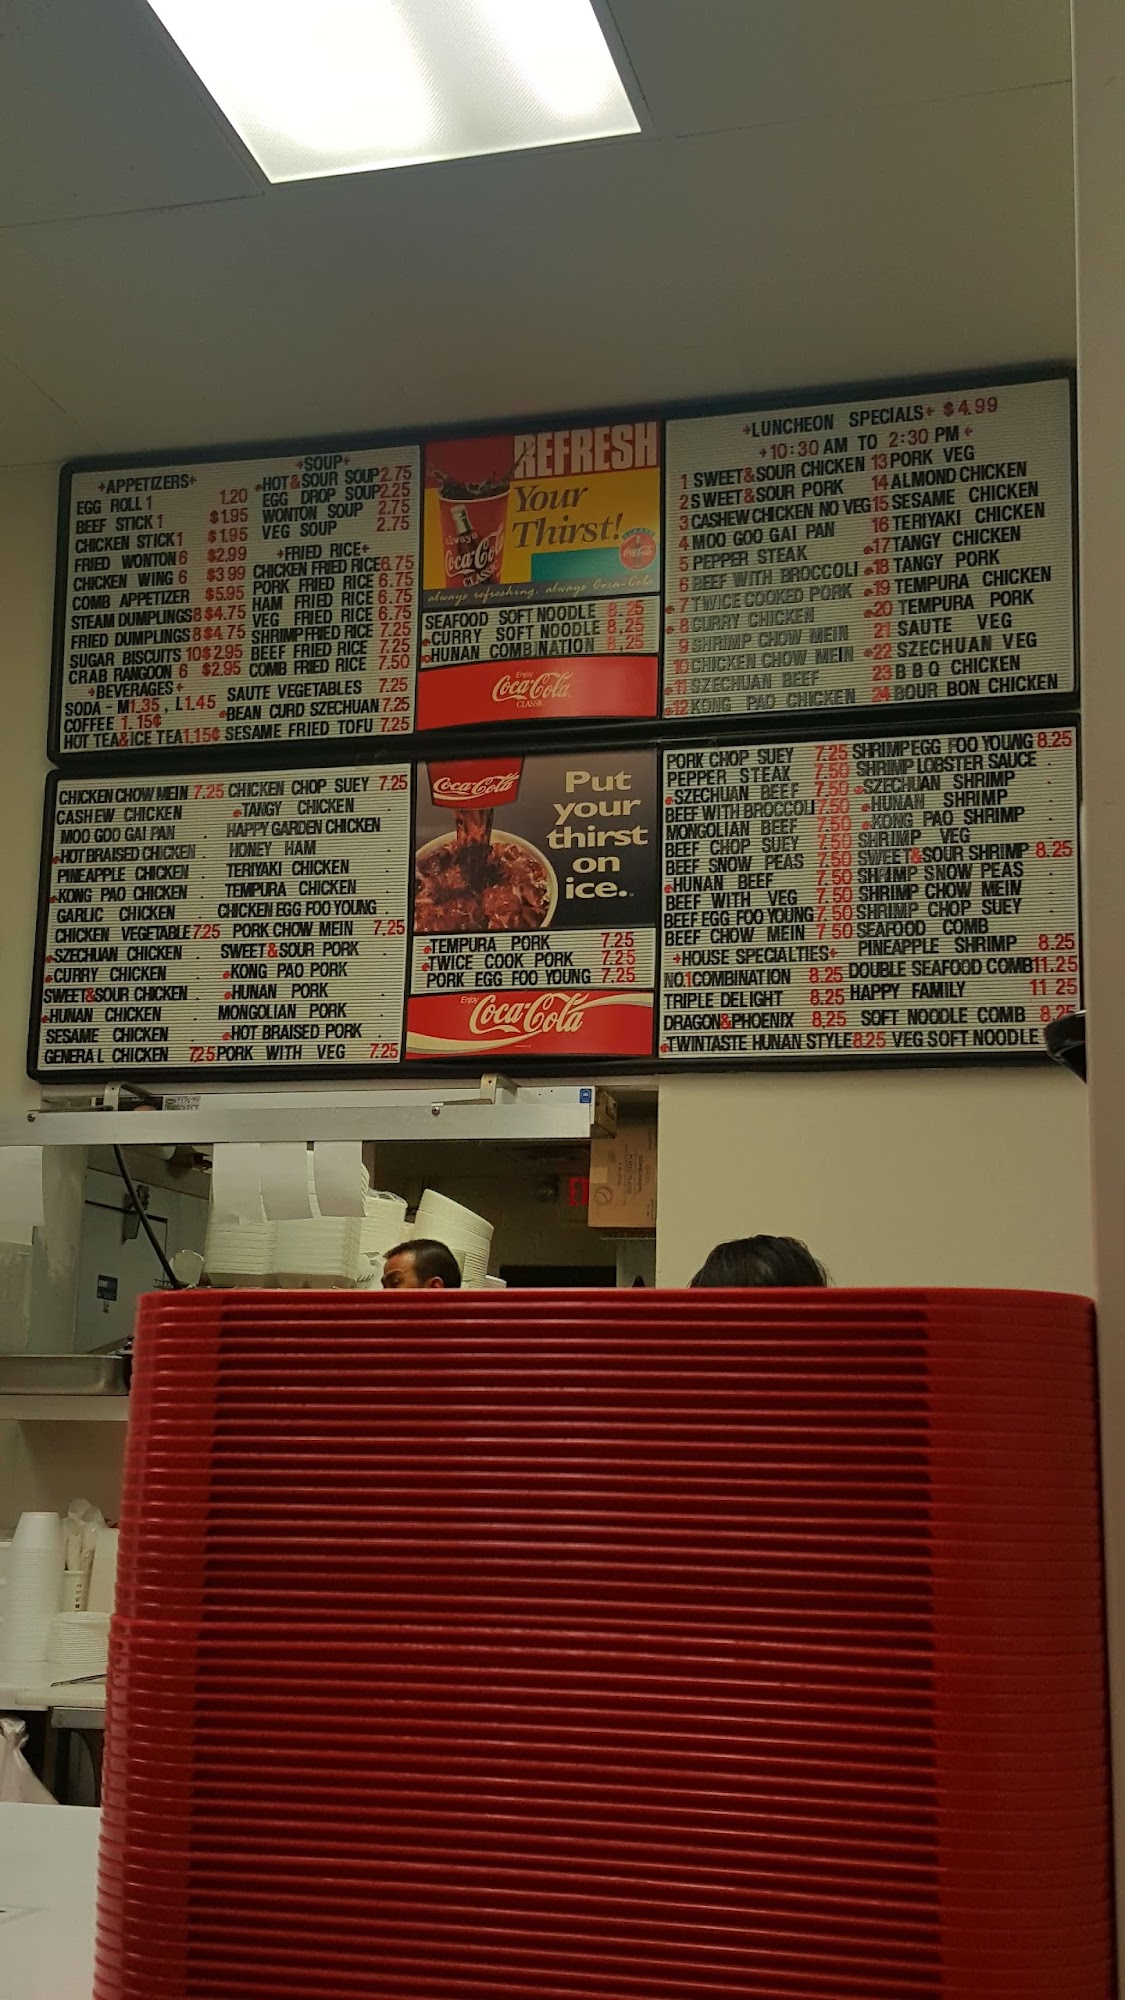 +APPETIZERS+
EGG ROLL 1 1.20
BEEF STICK 1 $1.95
CHICKEN STICK 1 $1.95
FRIED WONTON 6 $2.99
CHICKEN WING 6 $3.99
COMB APPETIZER $5.95
STEAM DUMPLINGS 8 $4.75
FRIED DUMPLINGS 8 $4.75
SUGAR BISCUITS 10 $2.95
CRAB RANGOON 6 $2.95
+BEVERAGES+
SODA - M1.35 , L1.45
COFFEE 1.15¢
HOT TEA&ICE TEA 1.15¢
+SOUP+
HOT&SOUR SOUP 2.75
EGG DROP SOUP 2.25
WONTON SOUP 2.75
VEG SOUP 2.75
+FRIED RICE+
CHICKEN FRIED RICE 6.75
PORK FRIED RICE 6.75
HAM FRIED RICE 6.75
VEG FRIED RICE 6.75
SHRIMP FRIED RICE 7.25
BEEF FRIED RICE 7.25
COMB FRIED RICE 7.50
SAUTE VEGETABLES 7.25
BEAN CURD SZECHUAN 7.25
SESAME FRIED TOFU 7.25
REFRESH
Your
Thirst!
always
Coca-Cola
CLASSIC
ALWAYS
Coca-Cola
always refreshing, always Coca-Cola
SEAFOOD SOFT NOODLE 8.25
CURRY SOFT NOODLE 8.25
HUNAN COMBINATION 8.25
Enjoy
Coca-Cola
CLASSIC
+LUNCHEON SPECIALS+ $4.99
+10:30 AM TO 2:30 PM+
1 SWEET&SOUR CHICKEN
2 SWEET&SOUR PORK
3 CASHEW CHICKEN NO VEG
4 MOO GOO GAI PAN
5 PEPPER STEAK
6 BEEF WITH BROCCOLI
7 TWICE COOKED PORK
8 CURRY CHICKEN
9 SHRIMP CHOW MEIN
10 CHICKEN CHOW MEIN
11 SZECHUAN BEEF
12 KONG PAO CHICKEN
13 PORK VEG
14 ALMOND CHICKEN
15 SESAME CHICKEN
16 TERIYAKI CHICKEN
17 TANGY CHICKEN
18 TANGY PORK
19 TEMPURA CHICKEN
20 TEMPURA PORK
21 SAUTE VEG
22 SZECHUAN VEG
23 B B Q CHICKEN
24 BOUR BON CHICKEN
CHICKEN CHOW MEIN 7.25
CASHEW CHICKEN .
MOO GOO GAI PAN .
HOT BRAISED CHICKEN .
PINEAPPLE CHICKEN .
KONG PAO CHICKEN .
GARLIC CHICKEN .
CHICKEN VEGETABLE 7.25
SZECHUAN CHICKEN .
CURRY CHICKEN .
SWEET&SOUR CHICKEN .
HUNAN CHICKEN .
SESAME CHICKEN .
GENERAL CHICKEN 7.25
CHICKEN CHOP SUEY 7.25
TANGY CHICKEN .
HAPPY GARDEN CHICKEN
HONEY HAM .
TERIYAKI CHICKEN .
TEMPURA CHICKEN .
CHICKEN EGG FOO YOUNG .
PORK CHOW MEIN 7.25
SWEET&SOUR PORK .
KONG PAO PORK .
HUNAN PORK .
MONGOLIAN PORK .
HOT BRAISED PORK .
PORK WITH VEG 7.25
Coca-Cola
Put
your
thirst
on
ice.
TEMPURA PORK 7.25
TWICE COOK PORK 7.25
PORK EGG FOO YOUNG 7.25
Enjoy
Coca-Cola
PORK CHOP SUEY 7.25
PEPPER STEAK 7.50
SZECHUAN BEEF 7.50
BEEF WITH BROCCOLI 7.50
MONGOLIAN BEEF 7.50
BEEF CHOP SUEY 7.50
BEEF SNOW PEAS 7.50
HUNAN BEEF 7.50
BEEF WITH VEG 7.50
BEEF EGG FOO YOUNG 7.50
BEEF CHOW MEIN 7 50
+HOUSE SPECIALTIES+
NO.1 COMBINATION 8.25
TRIPLE DELIGHT 8.25
DRAGON&PHOENIX 8.25
TWINTASTE HUNAN STYLE 8.25
SHRIMP EGG FOO YOUNG 8.25
SHRIMP LOBSTER SAUCE .
SZECHUAN SHRIMP .
HUNAN SHRIMP .
KONG PAO SHRIMP .
SHRIMP VEG .
SWEET&SOUR SHRIMP 8.25
SHRIMP SNOW PEAS .
SHRIMP CHOW MEIN .
SHRIMP CHOP SUEY .
SEAFOOD COMB .
PINEAPPLE SHRIMP 8.25
DOUBLE SEAFOOD COMB 11.25
HAPPY FAMILY 11 25
SOFT NOODLE COMB 8.25
VEG SOFT NOODLE